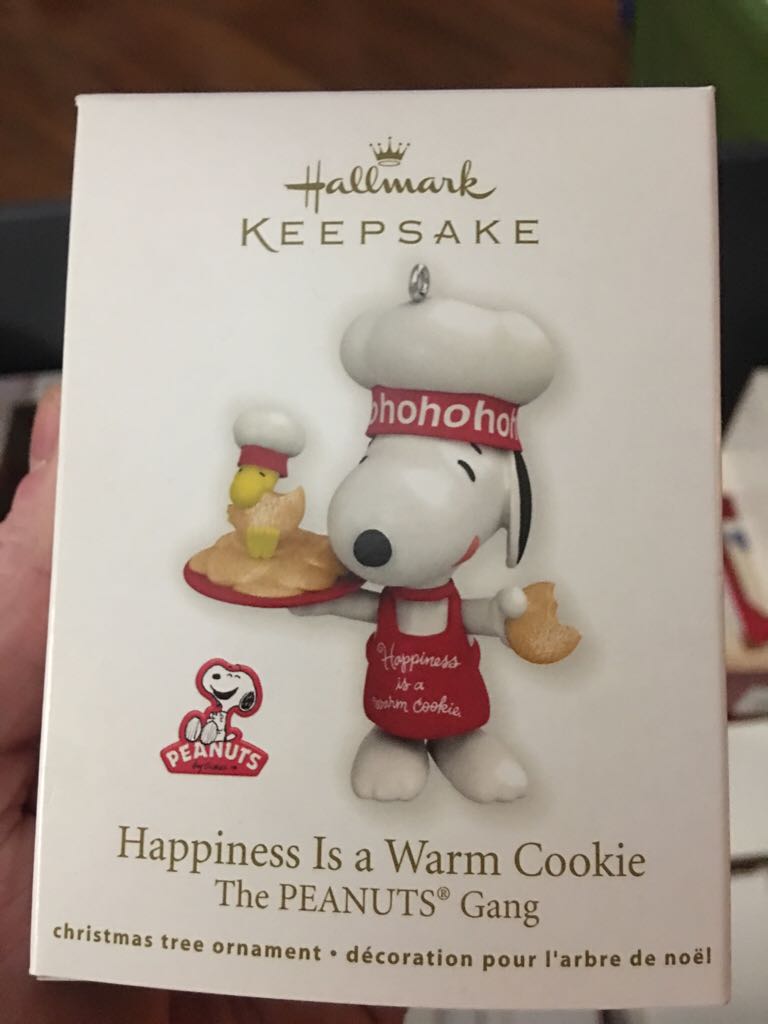 Hallmark
KEEPSAKE
ohohohoh
Happiness
is a
warm cookie.
PEANUTS
Happiness Is a Warm Cookie
The PEANUTS® Gang
christmas tree ornament • décoration pour l'arbre de noël